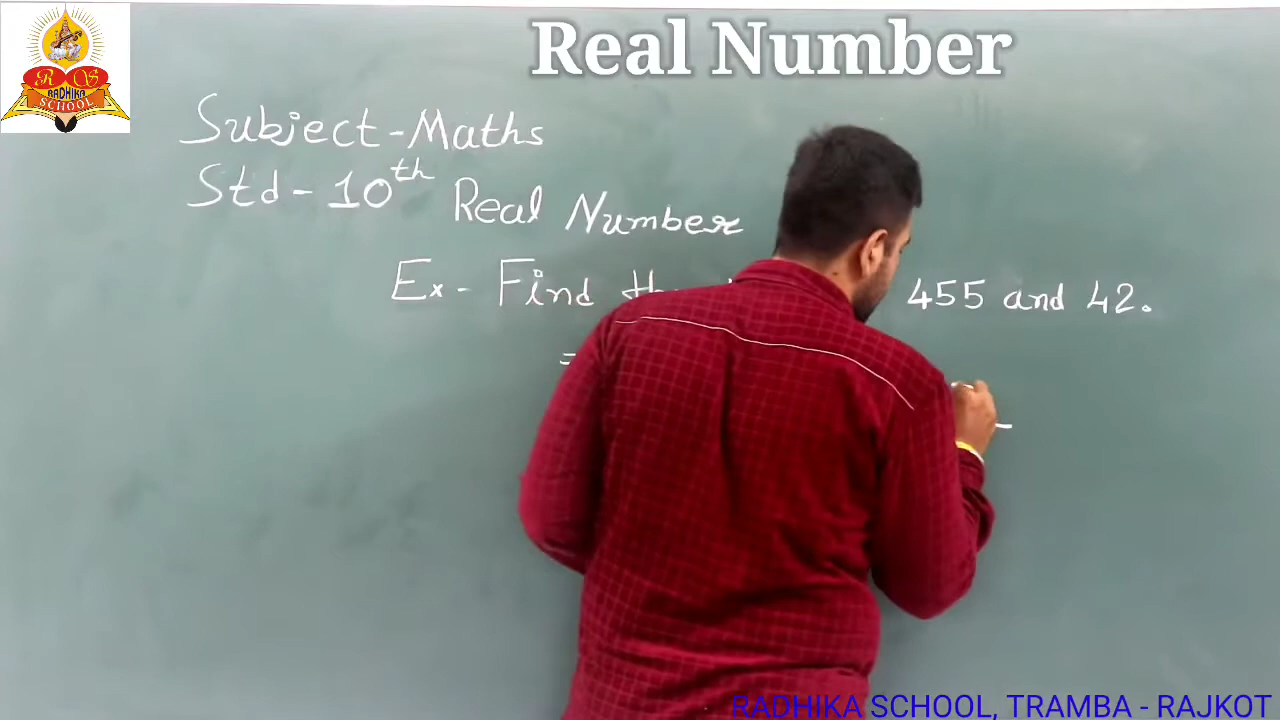 Real Number
R S
RADHIKA
SCHOOL
Subject-Maths
Std-10th Real Number
Ex- Find 455 and 42.
=
RADHIKA SCHOOL, TRAMBA - RAJKOT